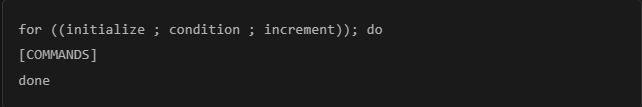 for ((initialize ; condition ; increment)); do
[COMMANDS]
done